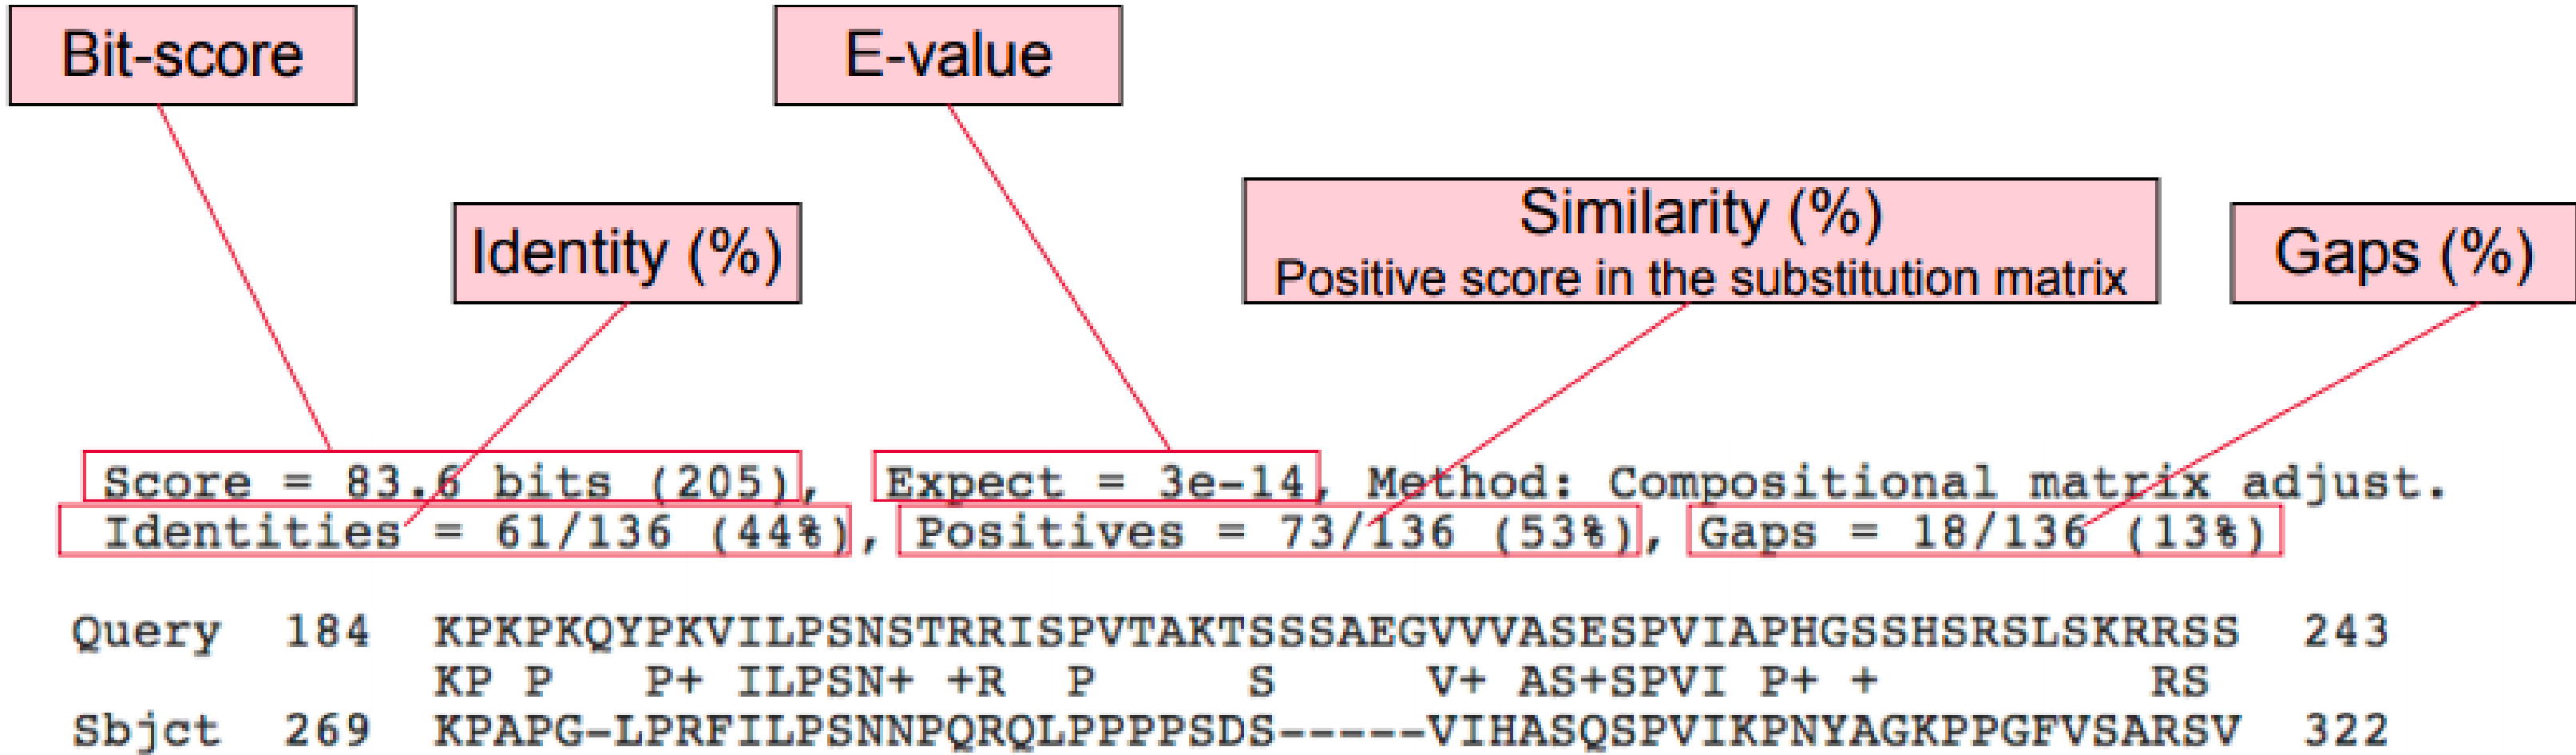 Bit-score
E-value
Identity (%)
Similarity (%)
Positive score in the substitution matrix
Gaps (%)
Score = 83.6 bits (205), Expect = 3e-14, Method: Compositional matrix adjust.
Identities = 61/136 (44%), Positives = 73/136 (53%), Gaps = 18/136 (13%)
Query  184  KPKPKQYPKVILPSNSTRRISPVTAKTSSSAEGVVVASESPVIAPHGSSHSRSLSKRRSS  243
            KP P   P+ ILPSN+ +R  P     S     V+ AS+SPVI P+ +         RS
Sbjct  269  KPAPG-LPRFILPSNNPQRQLPPPPSDS-----VIHASQSPVIKPNYAGKPPGFVSARSV  322